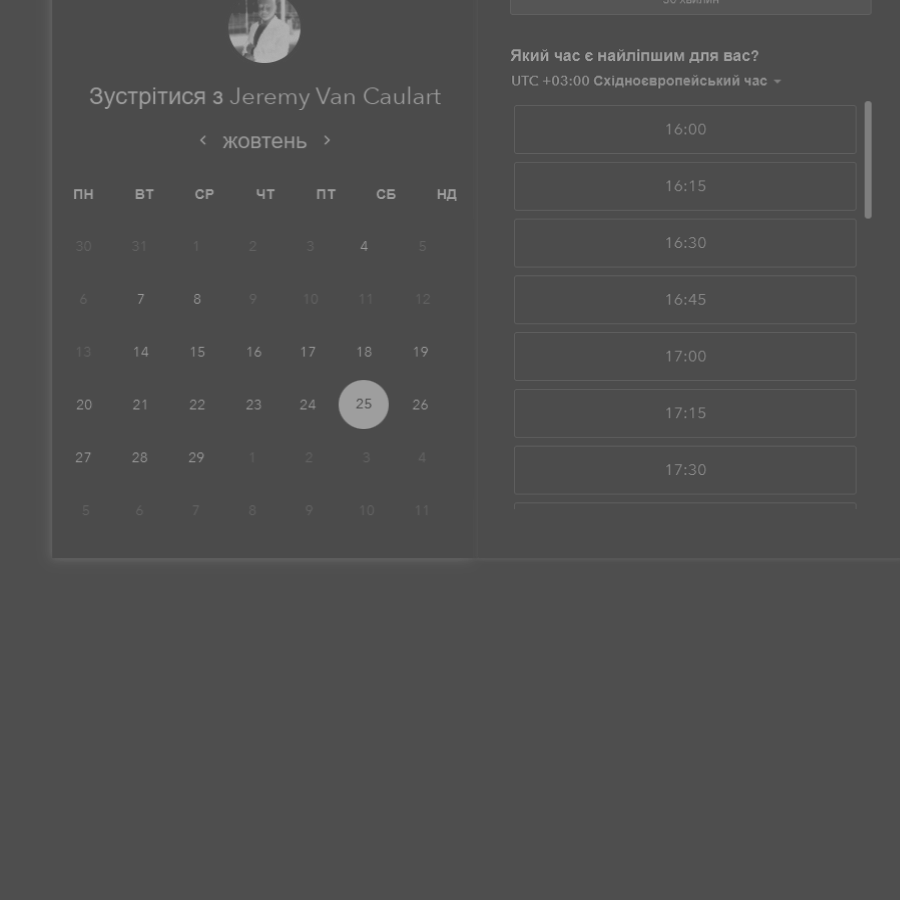 Зустрітися з Jeremy Van Caulart
жовтень
ПН ВТ СР ЧТ ПТ СБ НД
30 31 1 2 3 4 5
6 7 8 9 10 11 12
13 14 15 16 17 18 19
20 21 22 23 24 25 26
27 28 29 1 2 3 4
5 6 7 8 9 10 11
Який час є найліпшим для вас?
UTC +03:00 Східноєвропейський час
16:00
16:15
16:30
16:45
17:00
17:15
17:30